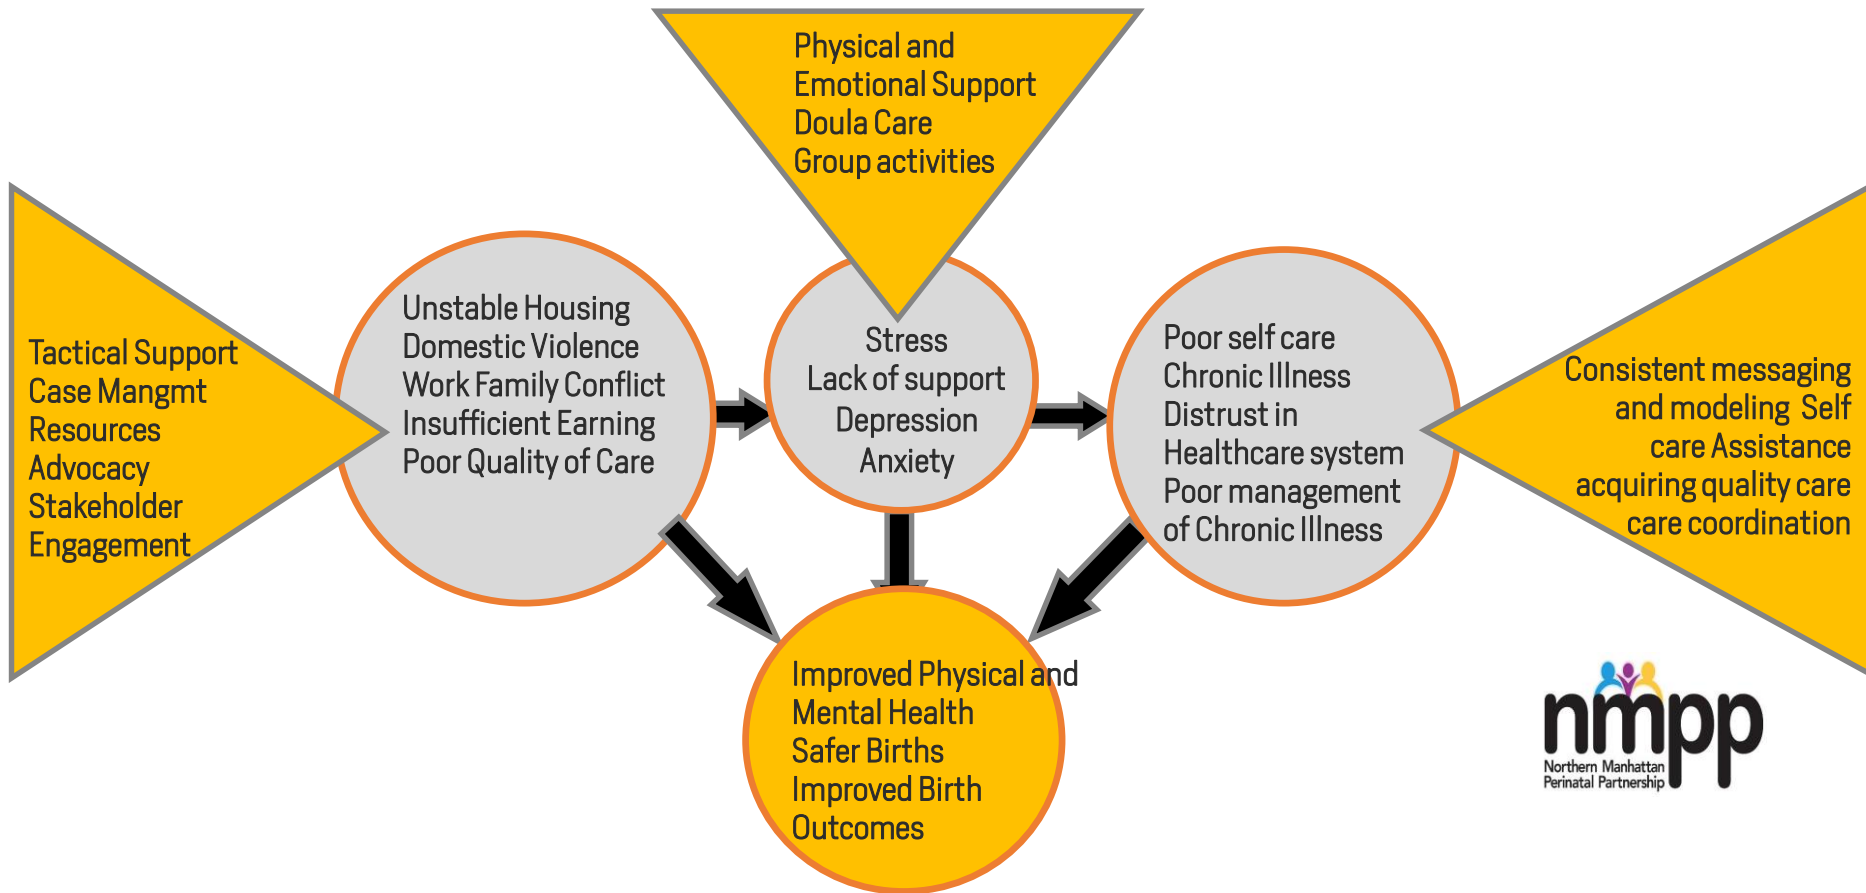 Physical and
Emotional Support
Doula Care
Group activities
Tactical Support
Case Mangmt
Resources
Advocacy
Stakeholder
Engagement
Unstable Housing
Domestic Violence
Work Family Conflict
Insufficient Earning
Poor Quality of Care
Stress
Lack of support
Depression
Anxiety
Poor self care
Chronic Illness
Distrust in
Healthcare system
Poor management
of Chronic Illness
Consistent messaging
and modeling Self
care Assistance
acquiring quality care
care coordination
Improved Physical and
Mental Health
Safer Births
Improved Birth
Outcomes
nmpp
Northern Manhattan
Perinatal Partnership